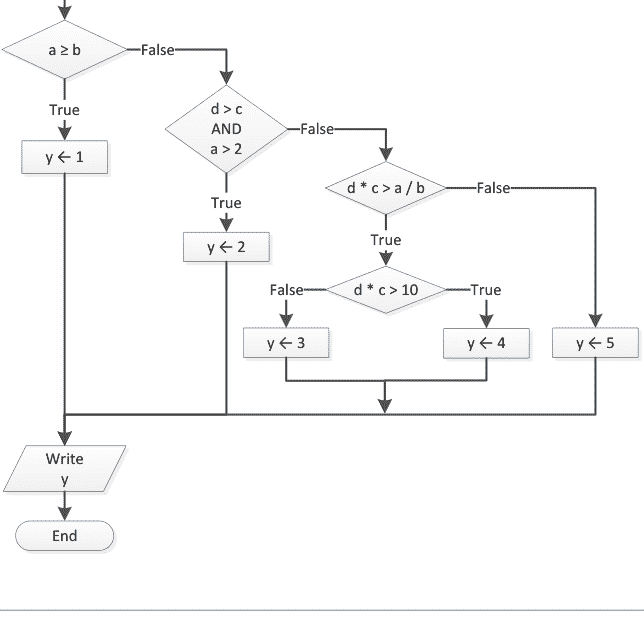 a ≥ b
False
True
y ← 1
d > c
AND
a > 2
False
True
y ← 2
d * c > a / b
False
True
d * c > 10
False
True
y ← 3
y ← 4
y ← 5
Write
y
End